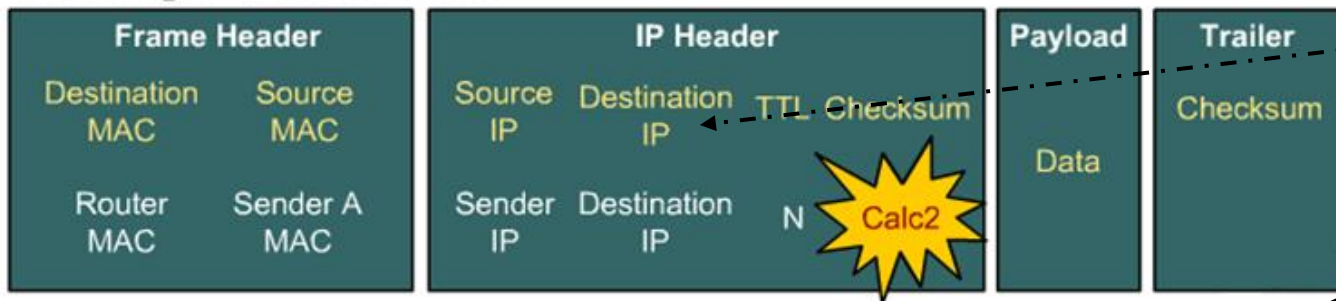 Frame Header
Destination MAC Source MAC
Router MAC Sender A MAC
IP Header
Source IP Destination IP TTL Checksum
Sender IP Destination IP N Calc2
Payload
Data
Trailer
Checksum